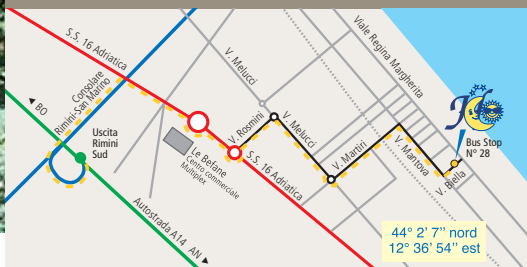 S.S. 16 Adriatica
Viale Regina Margherita
V. Melucci
Consolare
Rimini-San Marino
BO
Uscita
Rimini
Sud
V. Rosmini
V. Melucci
Le Befane
Centro commerciale
Multiplex
S.S. 16 Adriatica
V. Martiri
V. Mantova
V. Biella
Bus Stop
N° 28
Autostrada A14 AN
44° 2' 7" nord
12° 36' 54" est